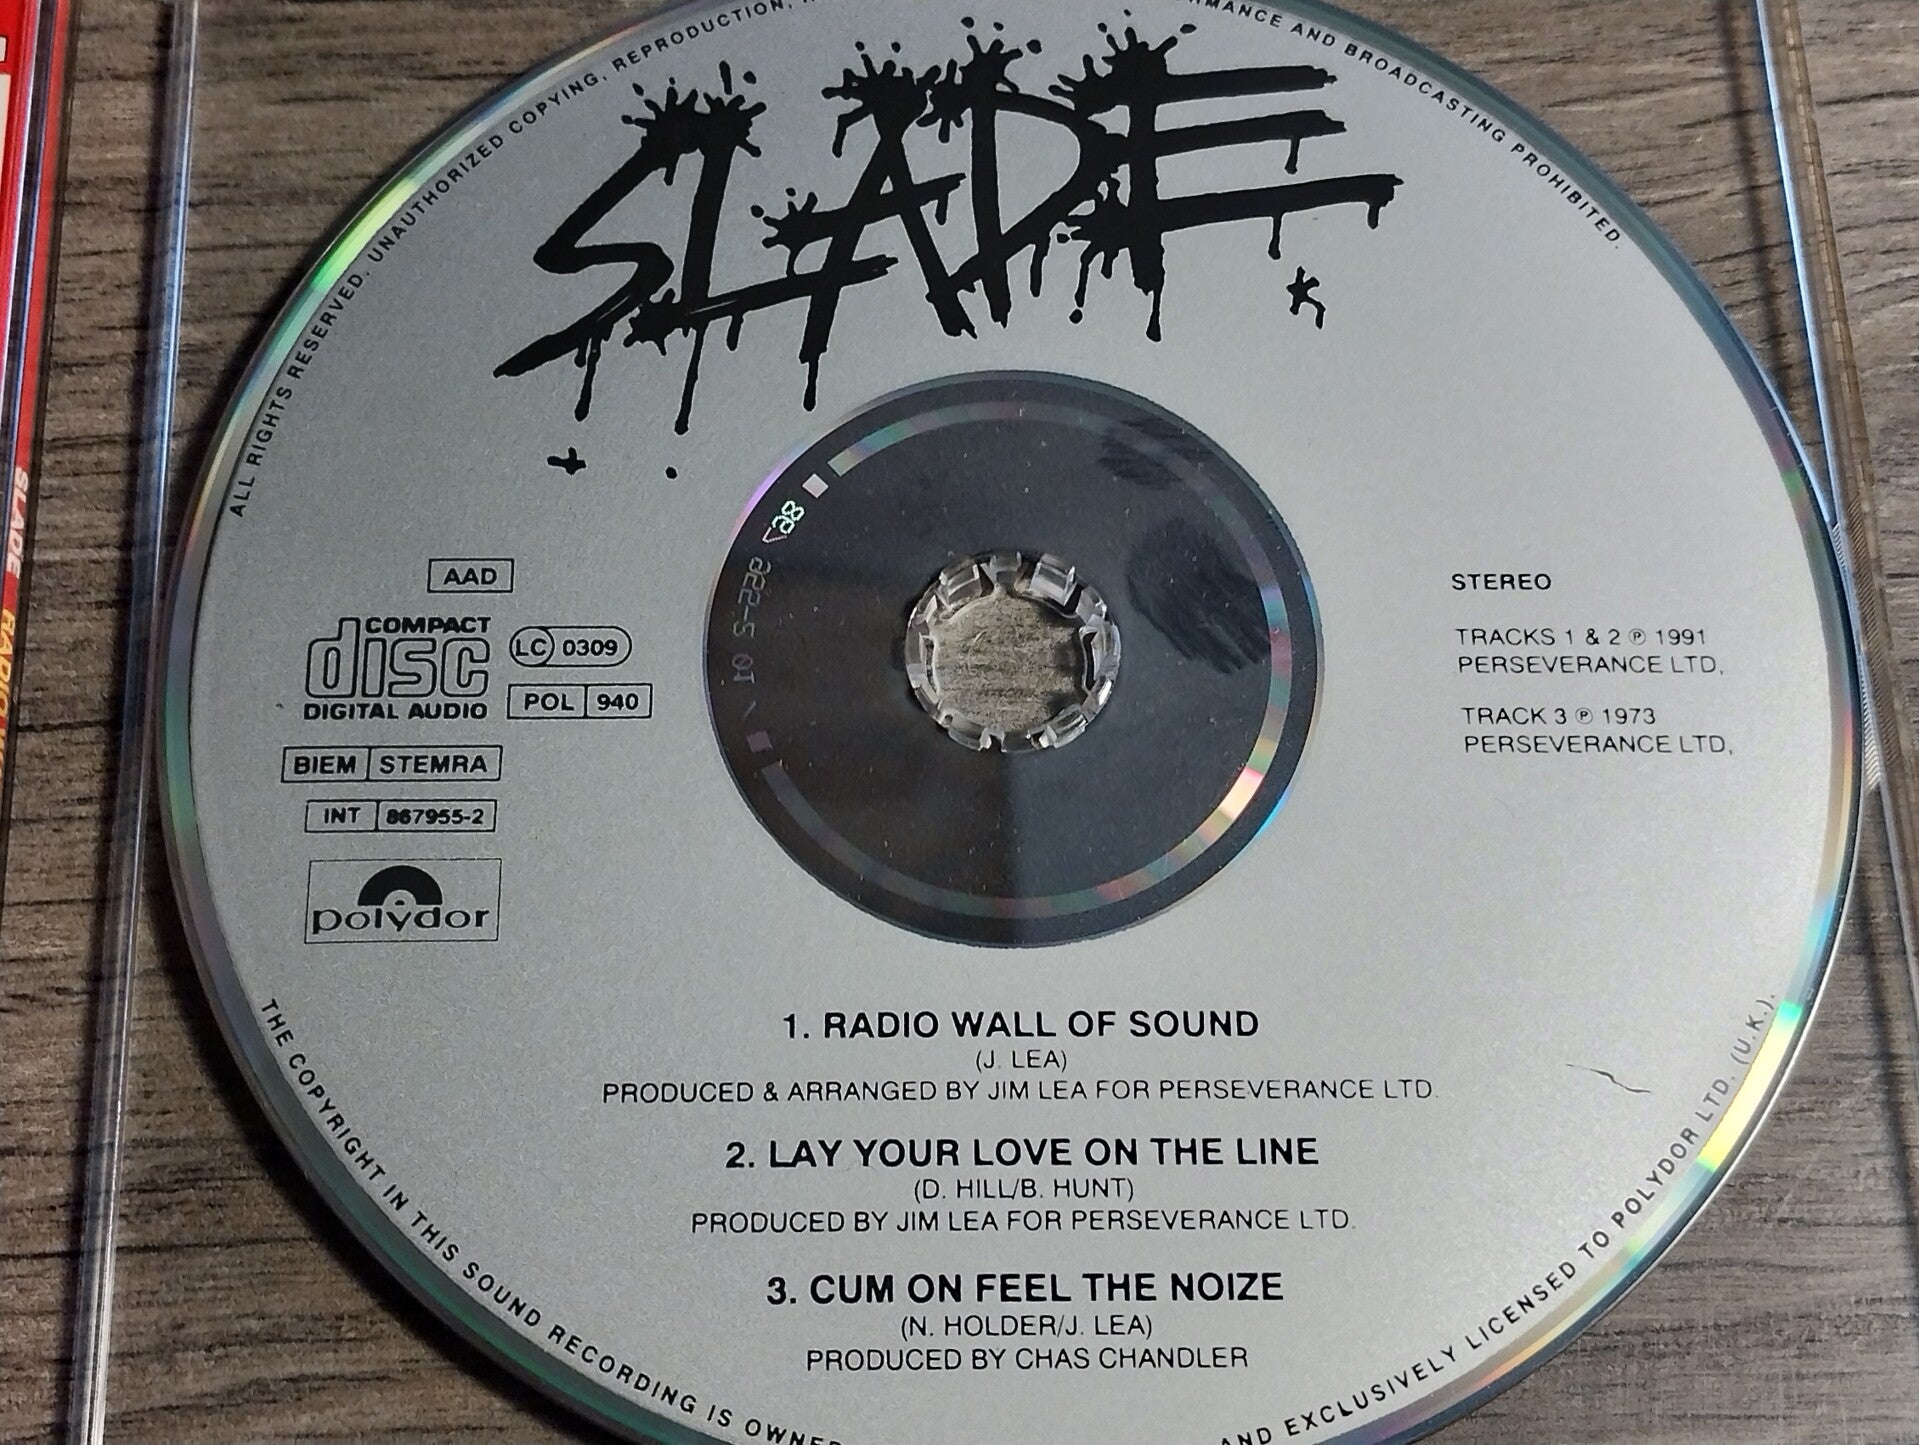 SLADE
ALL RIGHTS RESERVED. UNAUTHORIZED COPYING, REPRODUCTION,
AND BROADCASTING PROHIBITED.
AAD
COMPACT
disc
DIGITAL AUDIO
LC 0309
POL 940
BIEM STEMRA
INT 867955-2
polydor
STEREO
TRACKS 1 & 2 ℗ 1991
PERSEVERANCE LTD,
TRACK 3 ℗ 1973
PERSEVERANCE LTD,
1. RADIO WALL OF SOUND
(J. LEA)
PRODUCED & ARRANGED BY JIM LEA FOR PERSEVERANCE LTD.
2. LAY YOUR LOVE ON THE LINE
(D. HILL/B. HUNT)
PRODUCED BY JIM LEA FOR PERSEVERANCE LTD.
3. CUM ON FEEL THE NOIZE
(N. HOLDER/J. LEA)
PRODUCED BY CHAS CHANDLER
THE COPYRIGHT IN THIS SOUND RECORDING IS
AND EXCLUSIVELY LICENSED TO POLYDOR LTD. (U.K.).
SLADE